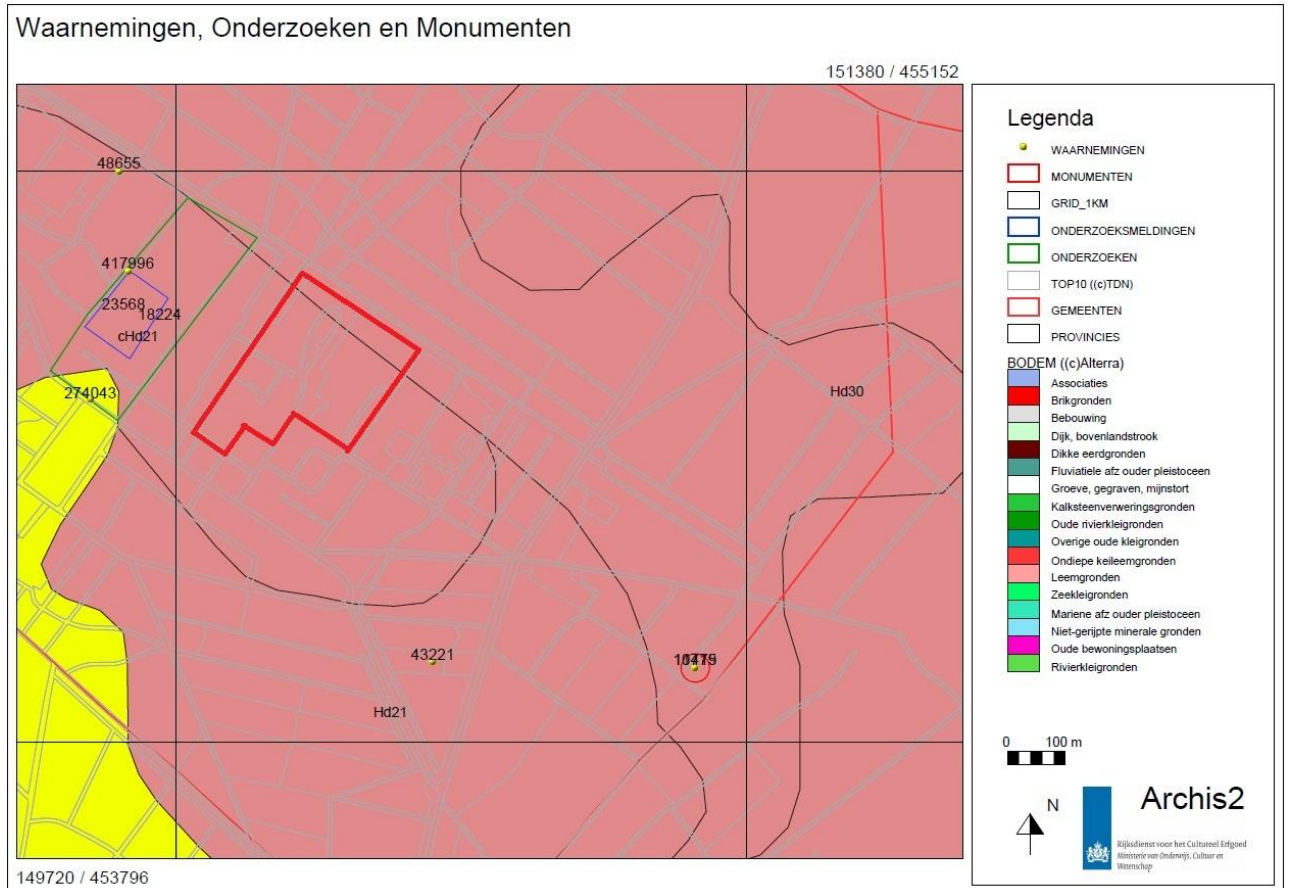 Waarnemingen, Onderzoeken en Monumenten
151380 / 455152
48655
417996
23568
18224
cHd21
274043
Hd30
43221
Hd21
149720 / 453796
Legenda
WAARNEMINGEN
MONUMENTEN
GRID_1KM
ONDERZOEKSMELDINGEN
ONDERZOEKEN
TOP10 ((c)TDN)
GEMEENTEN
PROVINCIES
BODEM ((c)Alterra)
Associaties
Brikgronden
Bebouwing
Dijk, bovenlandstrook
Dikke eerdgronden
Fluviatiele afz ouder pleistoceen
Groeve, gegraven, mijnstort
Kalksteenverweringsgronden
Oude rivierkleigronden
Overige oude kleigronden
Ondiepe keileemgronden
Leemgronden
Zeekleigronden
Mariene afz ouder pleistoceen
Niet-gerijpte minerale gronden
Oude bewoningsplaatsen
Rivierkleigronden
0 100 m
N
Archis2
Rijksdienst voor het Cultureel Erfgoed
Ministerie van Onderwijs, Cultuur en
Wetenschap